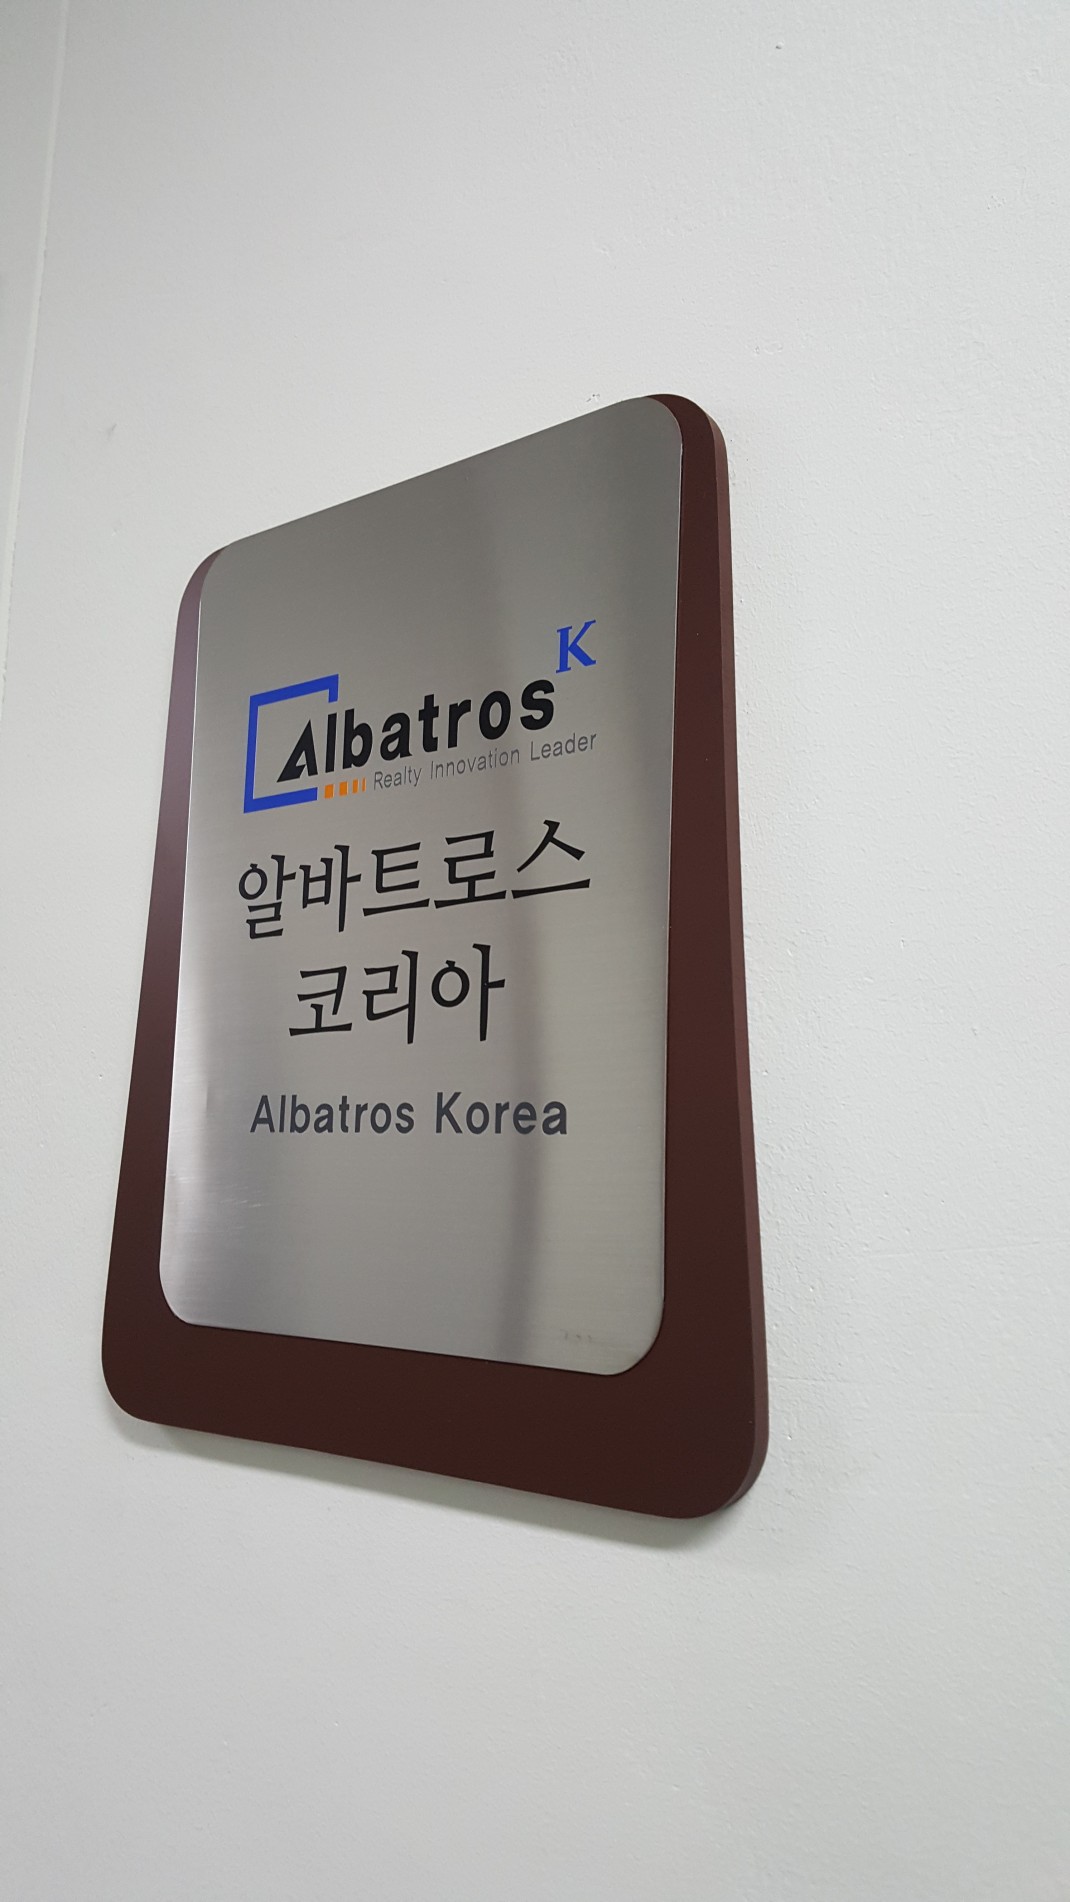 Albatros K
Realty Innovation Leader
알바트로스
코리아
Albatros Korea